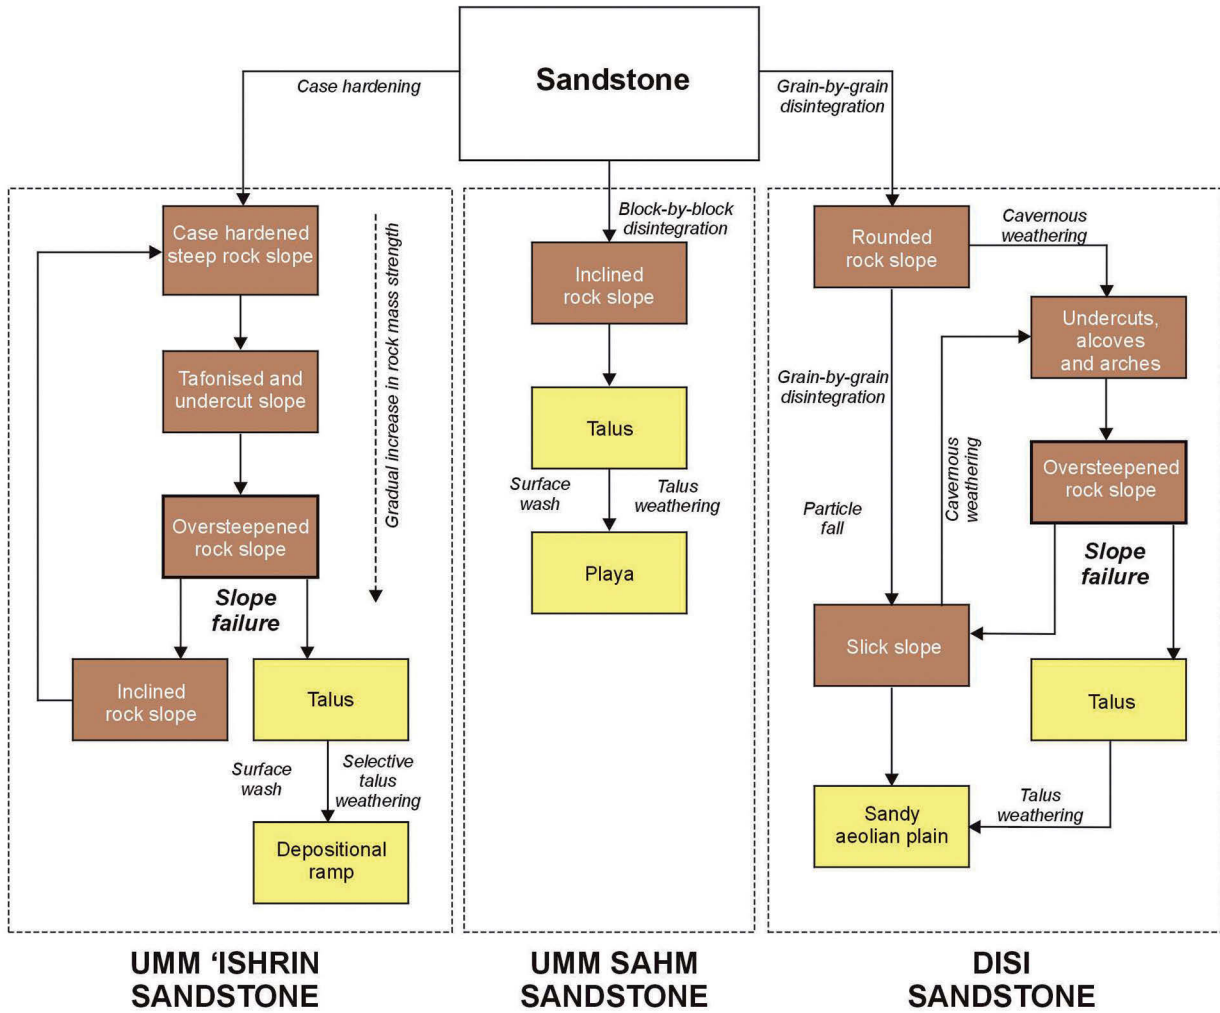 Sandstone
Case hardening
Grain-by-grain
disintegration
Case hardened
steep rock slope
Tafonised and
undercut slope
Gradual increase in rock mass strength
Oversteepened
rock slope
Slope
failure
Inclined
rock slope
Talus
Surface
wash
Selective
talus
weathering
Depositional
ramp
UMM ‘ISHRIN
SANDSTONE
Block-by-block
disintegration
Inclined
rock slope
Talus
Surface
wash
Talus
weathering
Playa
UMM SAHM
SANDSTONE
Rounded
rock slope
Cavernous
weathering
Undercuts,
alcoves
and arches
Grain-by-grain
disintegration
Cavernous
weathering
Oversteepened
rock slope
Particle
fall
Slope
failure
Slick slope
Talus
Talus
weathering
Sandy
aeolian plain
DISI
SANDSTONE